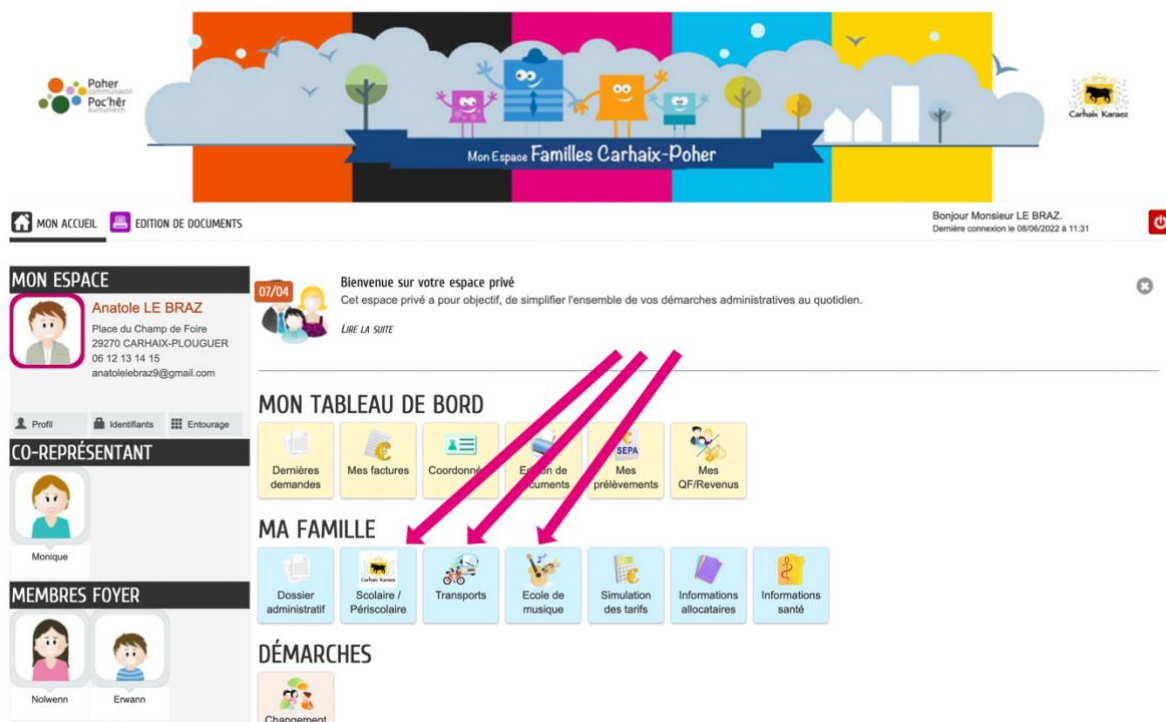 Poher
communauté
Poc'hêr
kumuniezh
Carhaix Karaez
Mon Espace Familles Carhaix-Poher
MON ACCUEIL
EDITION DE DOCUMENTS
Bonjour Monsieur LE BRAZ.
Dernière connexion le 08/06/2022 à 11:31
MON ESPACE
Anatole LE BRAZ
Place du Champ de Foire
29270 CARHAIX-PLOUGUER
06 12 13 14 15
anatolelebraz9@gmail.com
Profil
Identifiants
Entourage
CO-REPRÉSENTANT
Monique
MEMBRES FOYER
Nolwenn
Erwann
07/04
Bienvenue sur votre espace privé
Cet espace privé a pour objectif, de simplifier l'ensemble de vos démarches administratives au quotidien.
LIRE LA SUITE
MON TABLEAU DE BORD
Dernières
demandes
Mes factures
Coordonné
Edition de
documents
SEPA
Mes
prélèvements
Mes
QF/Revenus
MA FAMILLE
Dossier
administratif
Carhaix Karaez
Scolaire /
Périscolaire
Transports
Ecole de
musique
Simulation
des tarifs
Informations
allocataires
Informations
santé
DÉMARCHES
Changement